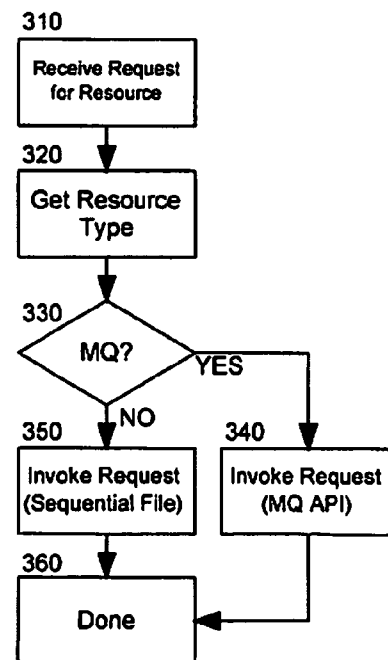 310
Receive Request
for Resource
320
Get Resource
Type
330
MQ?
YES
NO
350
Invoke Request
(Sequential File)
340
Invoke Request
(MQ API)
360
Done